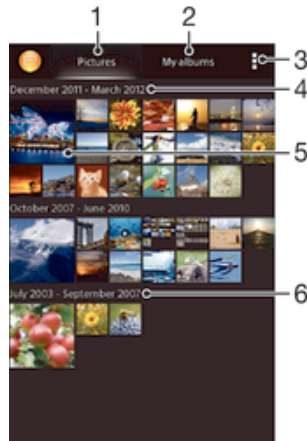 1
2
Pictures
My albums
3
December 2011 - March 2012
4
5
October 2007 - June 2010
July 2003 - September 2007
6